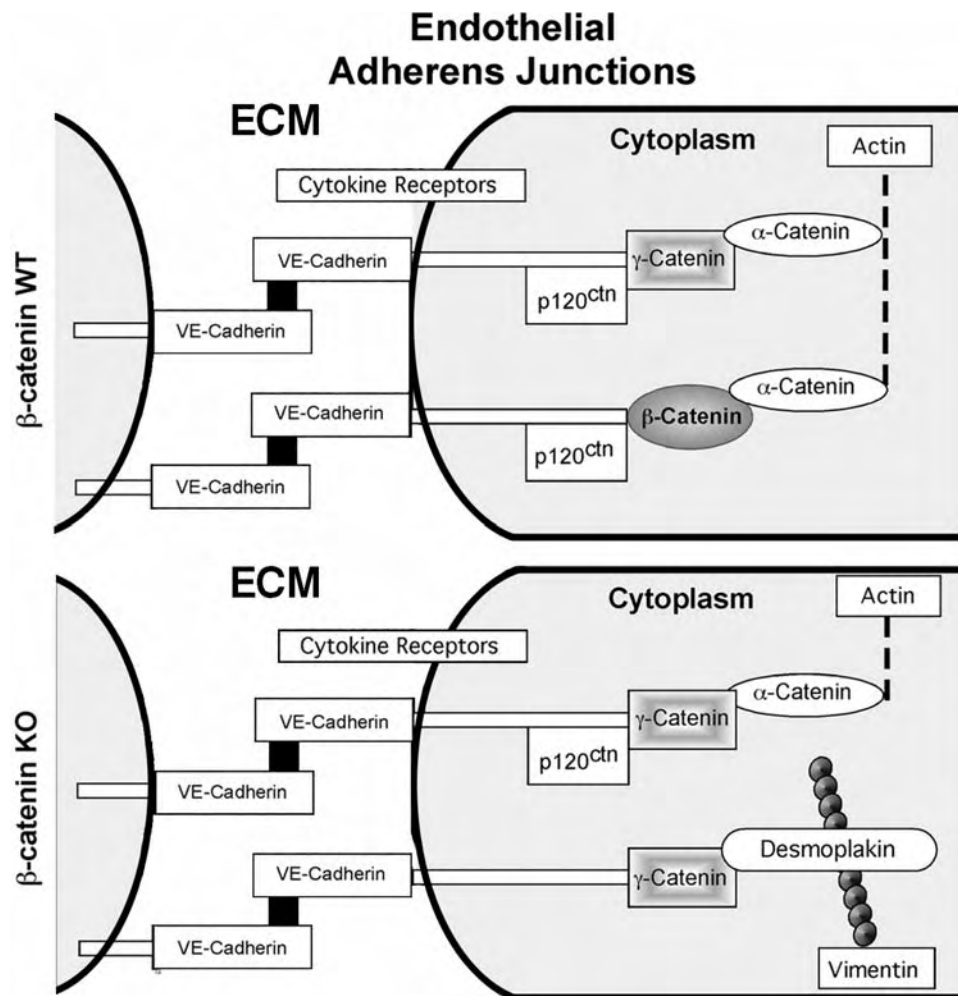 Endothelial
Adherens Junctions
β-catenin WT
ECM
Cytoplasm
Actin
Cytokine Receptors
VE-Cadherin
γ-Catenin
α-Catenin
p120ctn
VE-Cadherin
VE-Cadherin
β-Catenin
α-Catenin
p120ctn
VE-Cadherin
β-catenin KO
ECM
Cytoplasm
Actin
Cytokine Receptors
VE-Cadherin
γ-Catenin
α-Catenin
p120ctn
VE-Cadherin
VE-Cadherin
γ-Catenin
Desmoplakin
VE-Cadherin
Vimentin